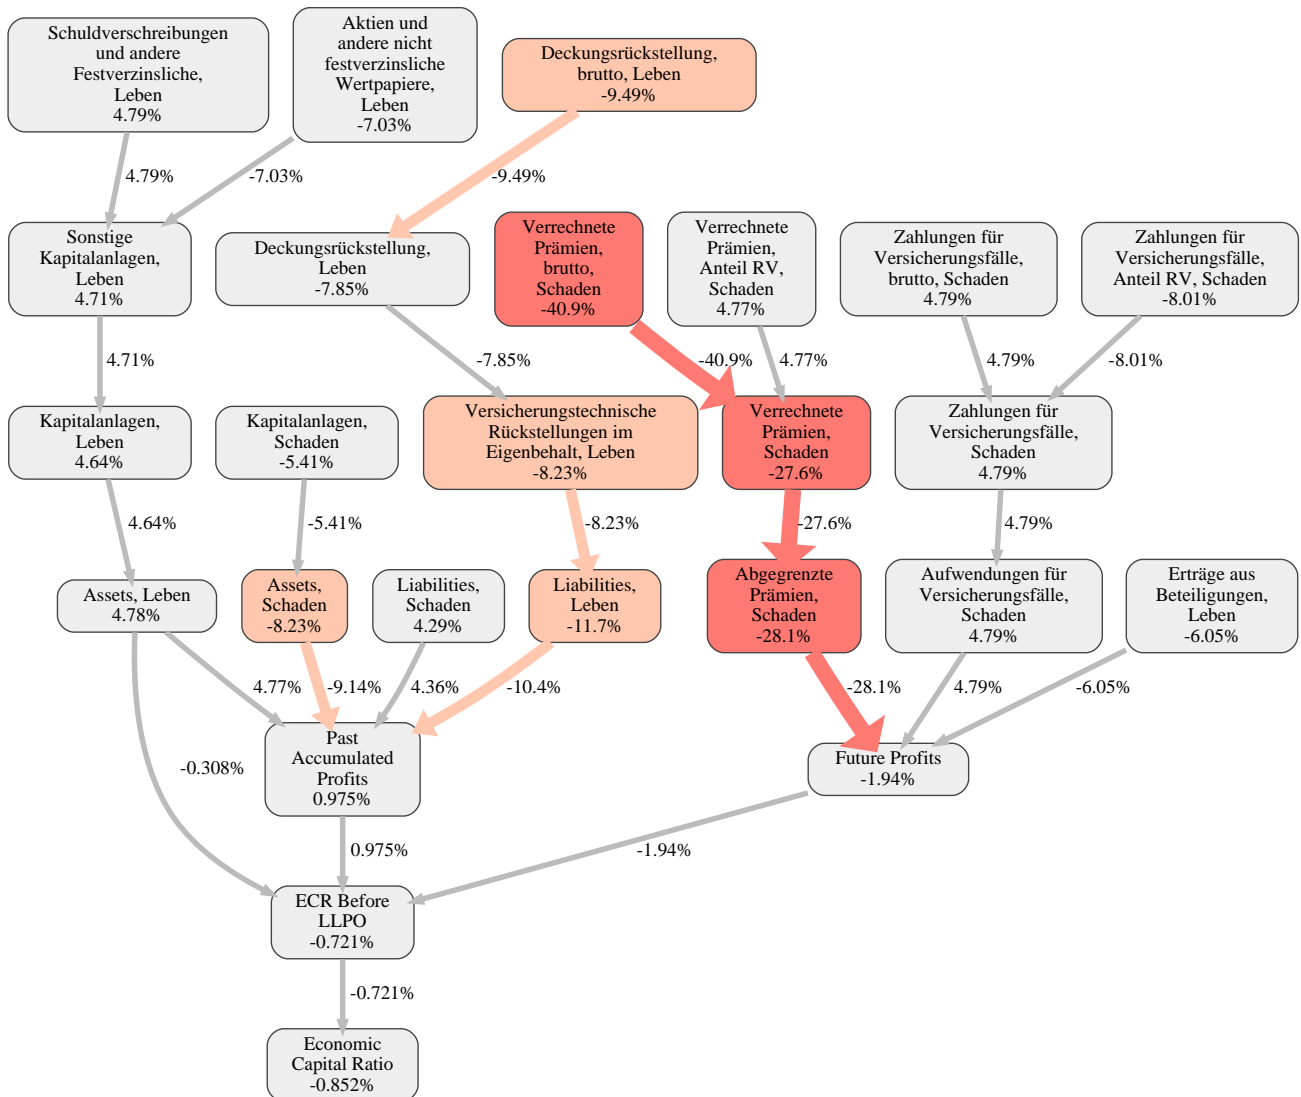 Schuldverschreibungen
und andere
Festverzinsliche,
Leben
4.79%
Aktien und
andere nicht
festverzinsliche
Wertpapiere,
Leben
-7.03%
Deckungsrückstellung,
brutto, Leben
-9.49%
4.79%
-7.03%
-9.49%
Sonstige
Kapitalanlagen,
Leben
4.71%
Deckungsrückstellung,
Leben
-7.85%
Verrechnete
Prämien,
brutto,
Schaden
-40.9%
Verrechnete
Prämien,
Anteil RV,
Schaden
4.77%
Zahlungen für
Versicherungsfälle,
brutto, Schaden
4.79%
Zahlungen für
Versicherungsfälle,
Anteil RV, Schaden
-8.01%
4.71%
-7.85%
-40.9%
4.77%
4.79%
-8.01%
Kapitalanlagen,
Leben
4.64%
Kapitalanlagen,
Schaden
-5.41%
Versicherungstechnische
Rückstellungen im
Eigenbehalt, Leben
-8.23%
Verrechnete
Prämien,
Schaden
-27.6%
Zahlungen für
Versicherungsfälle,
Schaden
4.79%
4.64%
-5.41%
-8.23%
-27.6%
4.79%
Assets, Leben
4.78%
Assets,
Schaden
-8.23%
Liabilities,
Schaden
4.29%
Liabilities,
Leben
-11.7%
Abgegrenzte
Prämien,
Schaden
-28.1%
Aufwendungen für
Versicherungsfälle,
Schaden
4.79%
Erträge aus
Beteiligungen,
Leben
-6.05%
4.77%
-9.14%
4.36%
-10.4%
-28.1%
4.79%
-6.05%
-0.308%
Past
Accumulated
Profits
0.975%
Future Profits
-1.94%
0.975%
-1.94%
ECR Before
LLPO
-0.721%
-0.721%
Economic
Capital Ratio
-0.852%